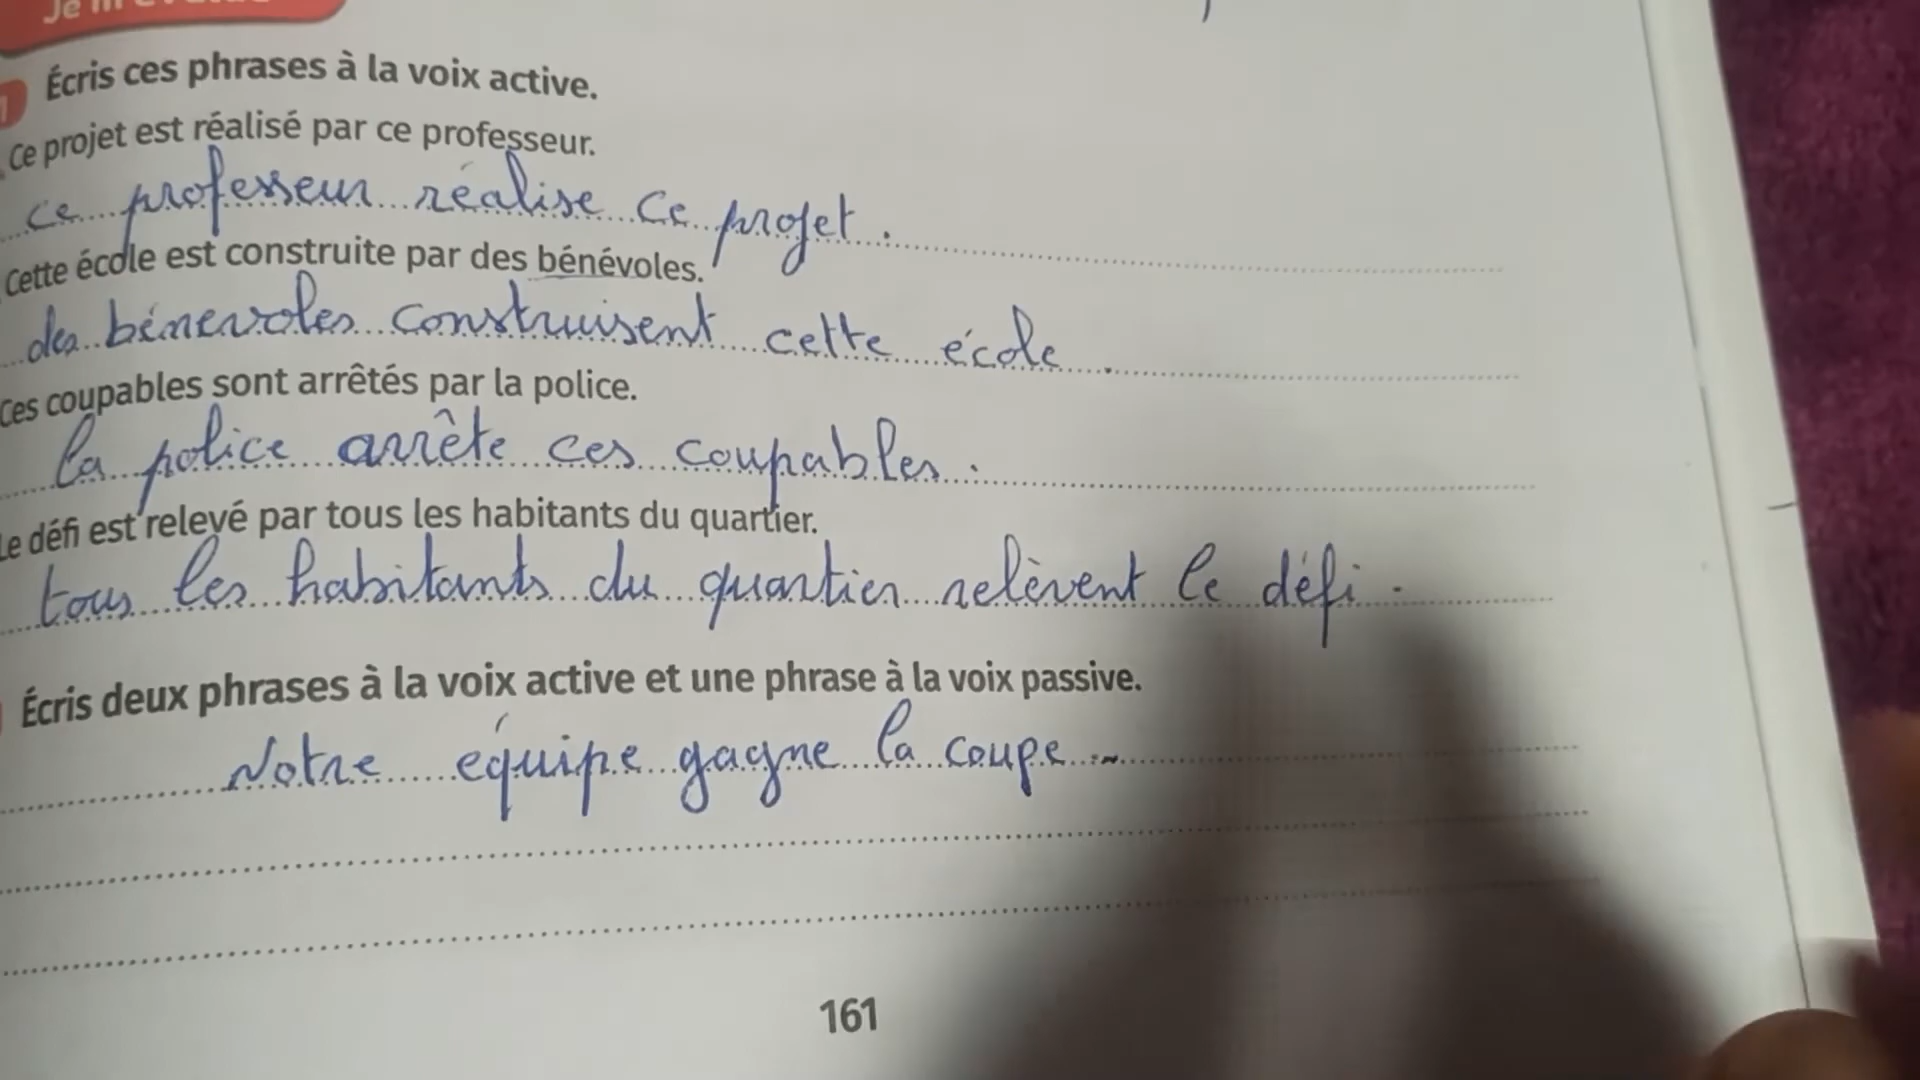 Je
1 Écris ces phrases à la voix active.
Ce projet est réalisé par ce professeur.
ce professeur réalise ce projet.
Cette école est construite par des bénévoles.
des bénevoles construisent cette école.
Ces coupables sont arrêtés par la police.
la police arrête ces coupables.
Le défi est relevé par tous les habitants du quartier.
tous les habitants du quartier relèvent le défi.
Écris deux phrases à la voix active et une phrase à la voix passive.
Notre équipe gagne la coupe.
161